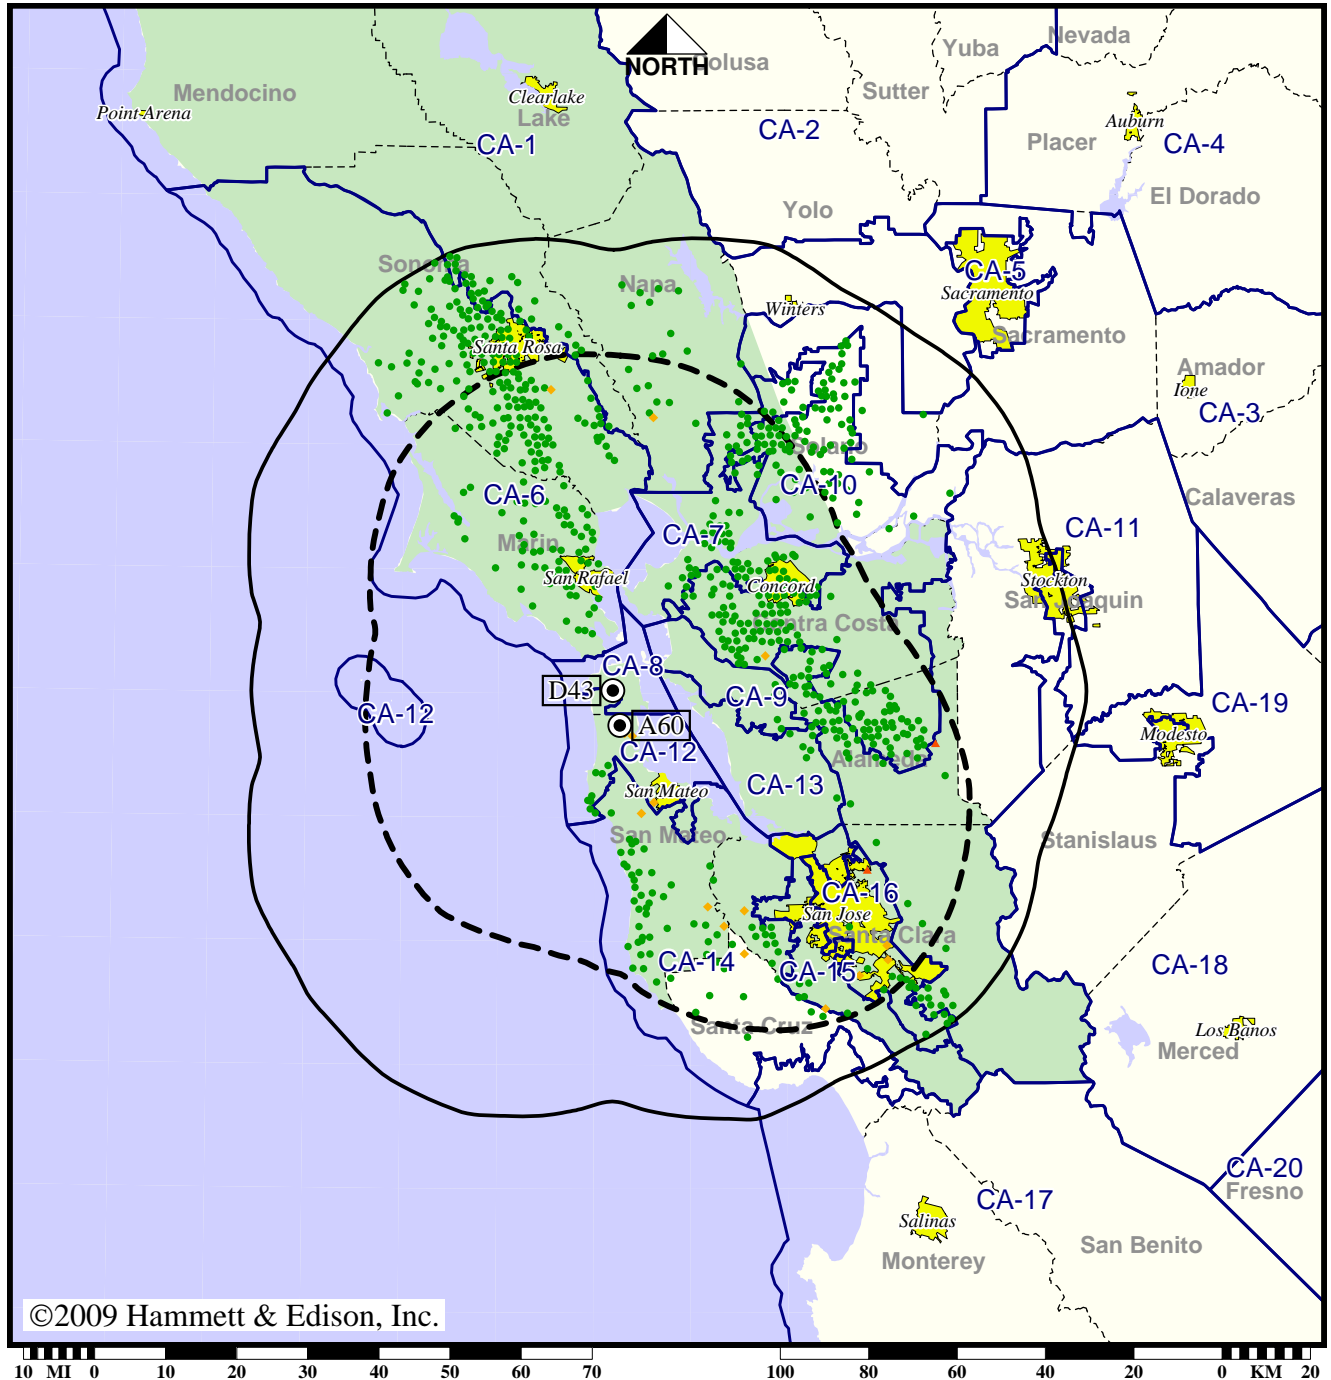 Nevada
Yuba
olusa
NORTH
Sutter
Mendocino
Clearlake
Point Arena
Lake
CA-1
CA-2
Auburn
Placer
CA-4
El Dorado
Yolo
Sonoma
Napa
CA-5
Sacramento
Winters
Sacramento
Santa Rosa
Amador
Ione
CA-3
Solano
CA-10
CA-6
Calaveras
CA-7
CA-11
Marin
San Rafael
Concord
Stockton
San Joaquin
Contra Costa
CA-8
D43
CA-9
CA-12
A60
CA-12
CA-19
Modesto
Alameda
San Mateo
CA-13
San Mateo
Stanislaus
CA-16
San Jose
Santa Clara
CA-14
CA-15
CA-18
Santa Cruz
Los Banos
Merced
CA-20
Fresno
CA-17
Salinas
Monterey
San Benito
©2009 Hammett & Edison, Inc.
10 MI 0 10 20 30 40 50 60 70 100 80 60 40 20 0 KM 20